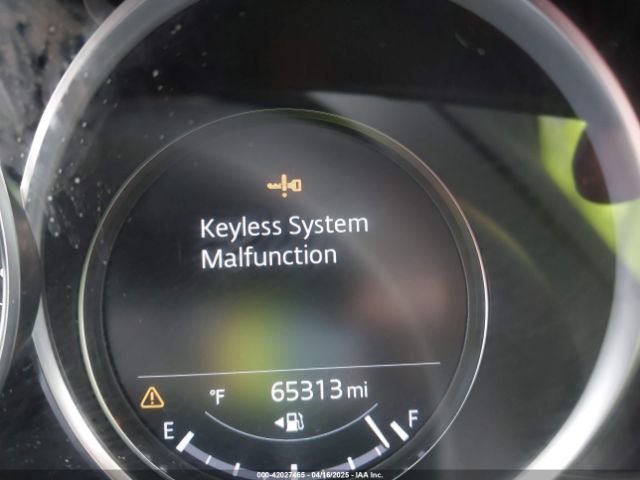 Keyless System
Malfunction
°F 65313 mi
E F
000-42027465 - 04/16/2025 - IAA Inc.